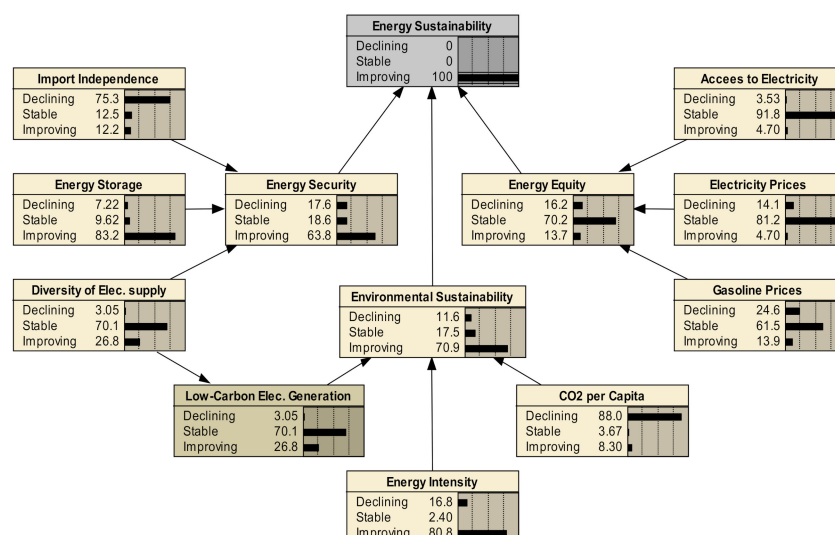 Energy Sustainability
Declining 0
Stable 0
Improving 100
Import Independence
Declining 75.3
Stable 12.5
Improving 12.2
Accees to Electricity
Declining 3.53
Stable 91.8
Improving 4.70
Energy Storage
Declining 7.22
Stable 9.62
Improving 83.2
Energy Security
Declining 17.6
Stable 18.6
Improving 63.8
Energy Equity
Declining 16.2
Stable 70.2
Improving 13.7
Electricity Prices
Declining 14.1
Stable 81.2
Improving 4.70
Diversity of Elec. supply
Declining 3.05
Stable 70.1
Improving 26.8
Environmental Sustainability
Declining 11.6
Stable 17.5
Improving 70.9
Gasoline Prices
Declining 24.6
Stable 61.5
Improving 13.9
Low-Carbon Elec. Generation
Declining 3.05
Stable 70.1
Improving 26.8
CO2 per Capita
Declining 88.0
Stable 3.67
Improving 8.30
Energy Intensity
Declining 16.8
Stable 2.40
Improving 80.8